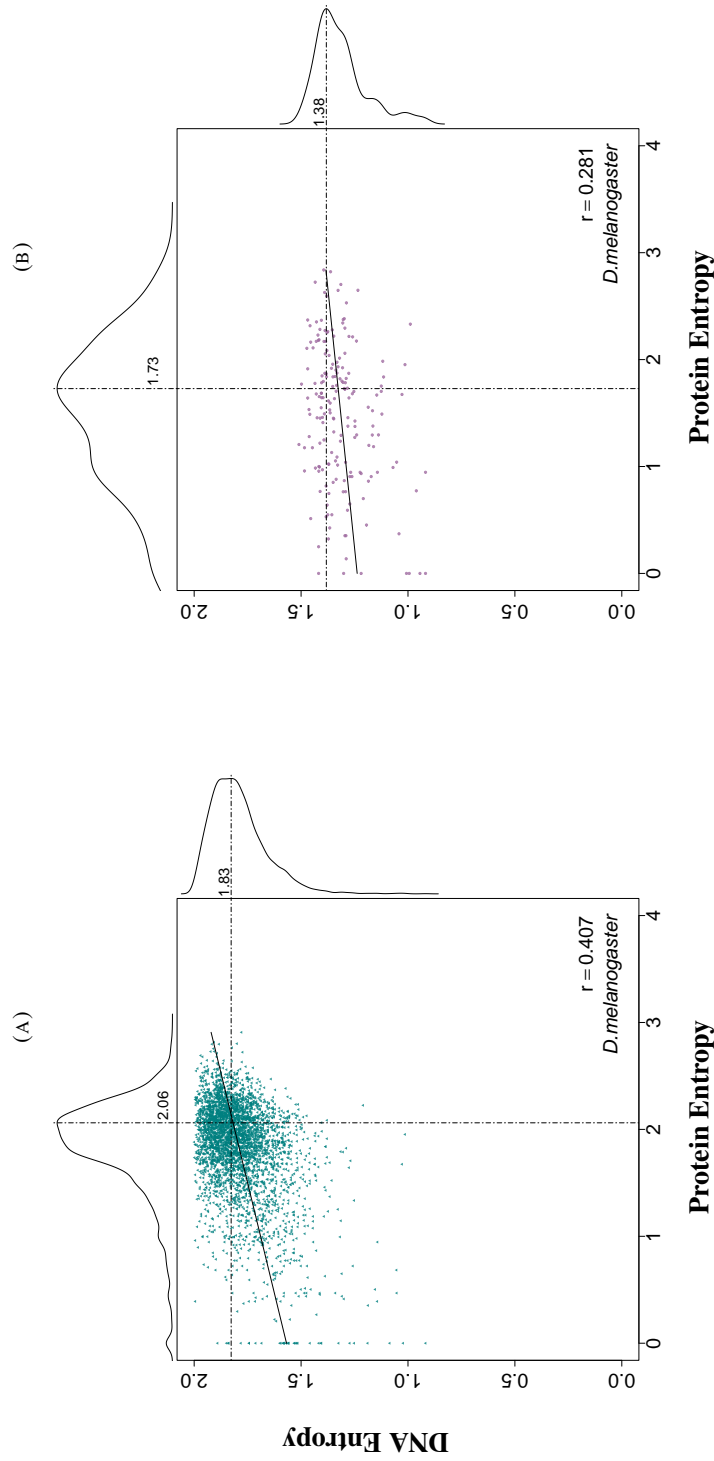 (A)
2.06
1.83
DNA Entropy
2.0
1.5
1.0
0.5
0.0
r = 0.407
D.melanogaster
0 1 2 3 4
Protein Entropy
(B)
1.73
1.38
2.0
1.5
1.0
0.5
0.0
r = 0.281
D.melanogaster
0 1 2 3 4
Protein Entropy